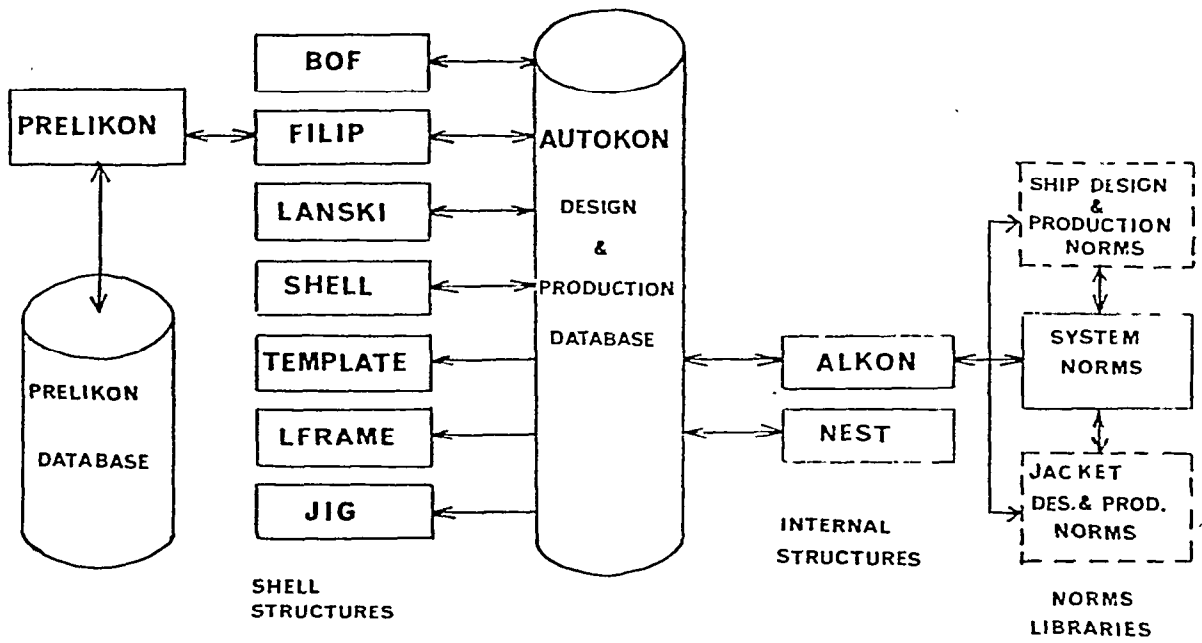 PRELIKON
PRELIKON
DATABASE
BOF
FILIP
LANSKI
SHELL
TEMPLATE
LFRAME
JIG
SHELL
STRUCTURES
AUTOKON
DESIGN
&
PRODUCTION
DATABASE
ALKON
NEST
INTERNAL
STRUCTURES
SHIP DESIGN
&
PRODUCTION
NORMS
SYSTEM
NORMS
JACKET
DES.& PROD.
NORMS
NORMS
LIBRARIES